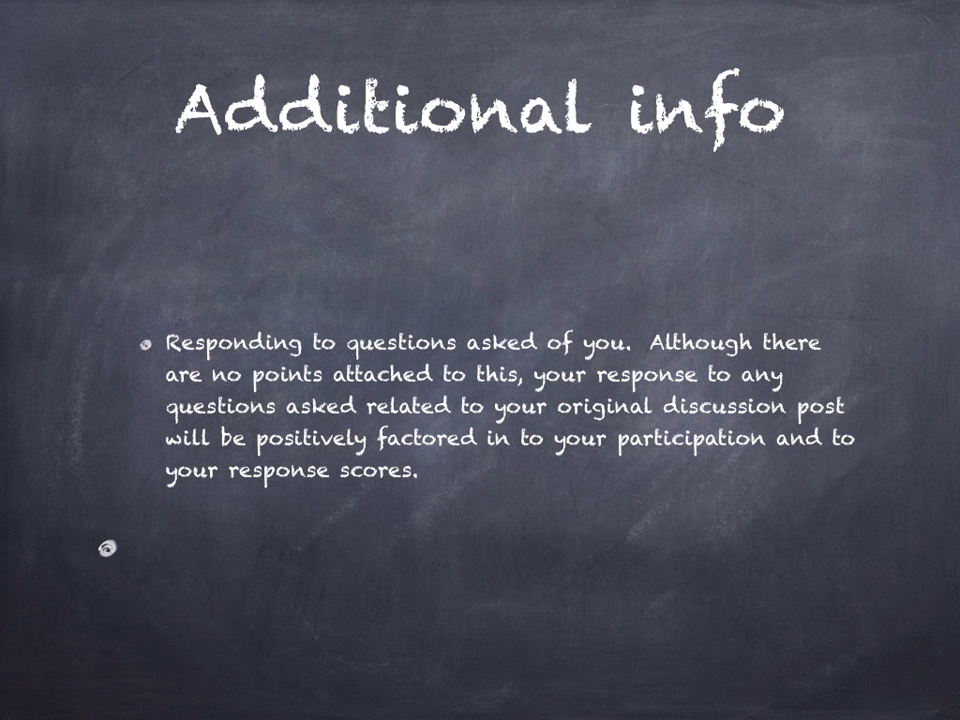 Additional info
Responding to questions asked of you.  Although there
are no points attached to this, your response to any
questions asked related to your original discussion post
will be positively factored in to your participation and to
your response scores.